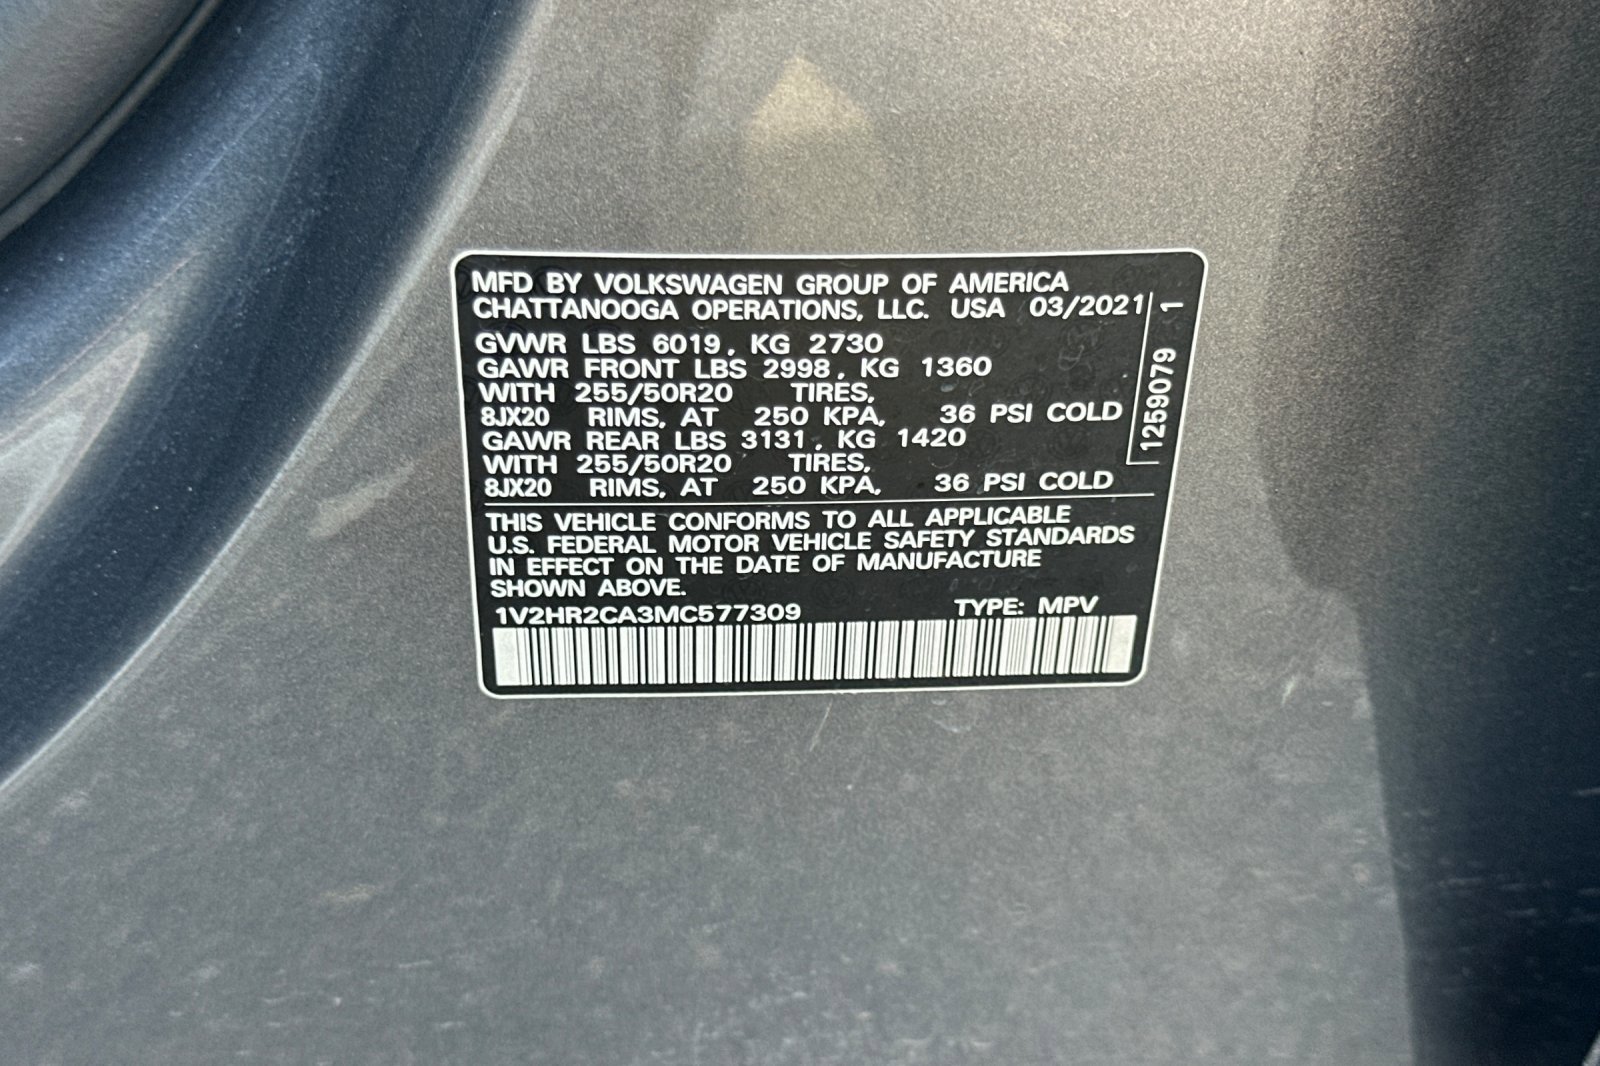 MFD BY VOLKSWAGEN GROUP OF AMERICA
CHATTANOOGA OPERATIONS, LLC. USA 03/2021
GVWR LBS 6019, KG 2730
GAWR FRONT LBS 2998, KG 1360
WITH 255/50R20 TIRES,
8JX20 RIMS, AT 250 KPA, 36 PSI COLD
GAWR REAR LBS 3131, KG 1420
WITH 255/50R20 TIRES,
8JX20 RIMS, AT 250 KPA, 36 PSI COLD
1259079 1
THIS VEHICLE CONFORMS TO ALL APPLICABLE
U.S. FEDERAL MOTOR VEHICLE SAFETY STANDARDS
IN EFFECT ON THE DATE OF MANUFACTURE
SHOWN ABOVE.
1V2HR2CA3MC577309 TYPE: MPV